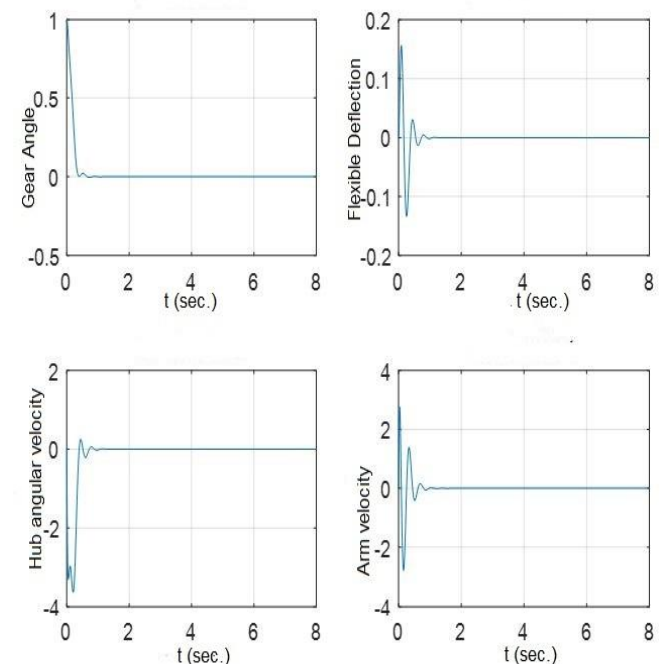 1
0.5
0
-0.5
Gear Angle
0 2 4 6 8
t (sec.)
0.2
0.1
0
-0.1
-0.2
Flexible Deflection
0 2 4 6 8
t (sec.)
2
0
-2
-4
Hub angular velocity
0 2 4 6 8
t (sec.)
4
2
0
-2
-4
Arm velocity
0 2 4 6 8
t (sec.)